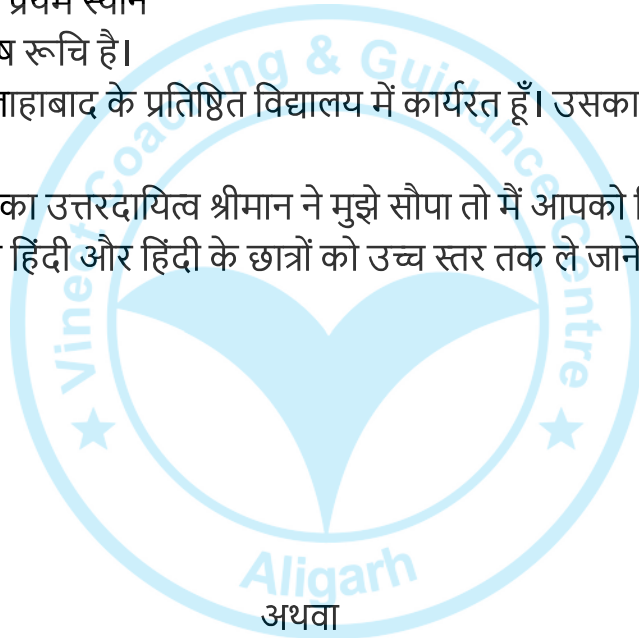 प्रथम स्थान
ष रूचि है।
ाहाबाद के प्रतिष्ठित विद्यालय में कार्यरत हूँ। उसका
का उत्तरदायित्व श्रीमान ने मुझे सौपा तो मैं आपको
हिंदी और हिंदी के छात्रों को उच्च स्तर तक ले जाने
Vineet Coaching & Guidance Centre
Aligarh
अथवा